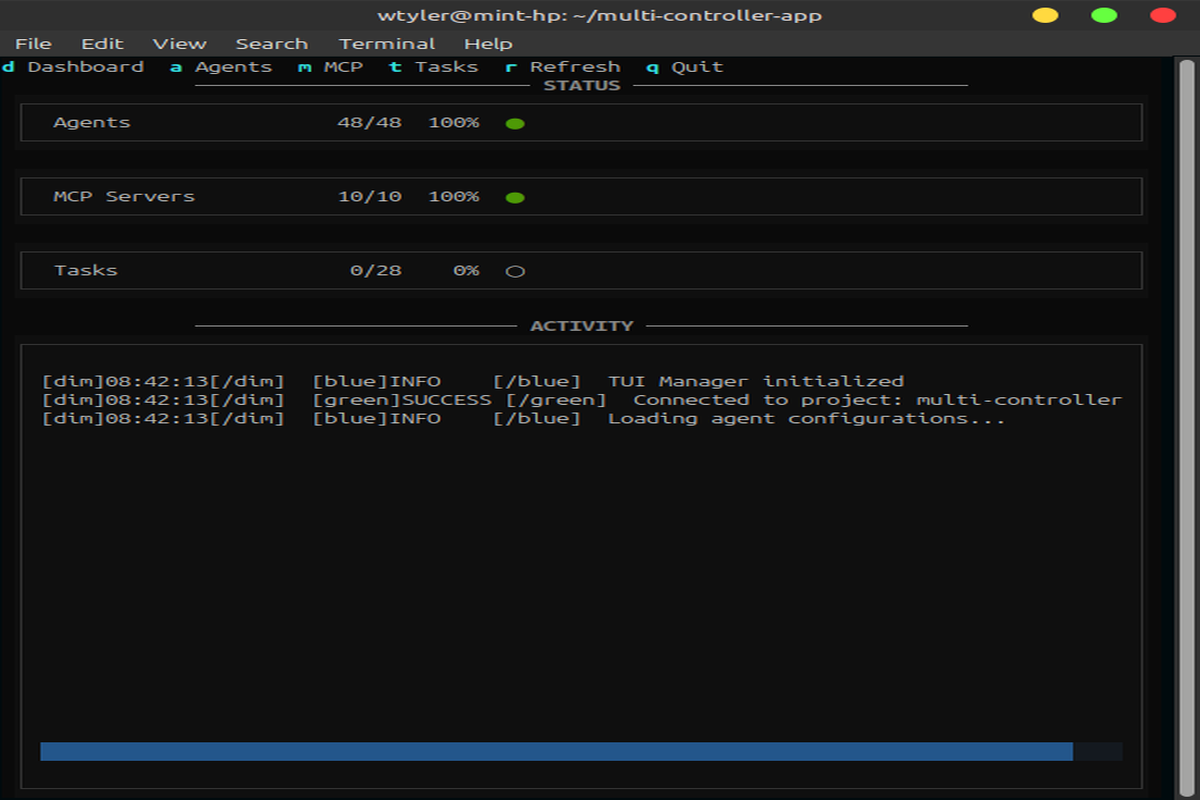 wtyler@mint-hp: ~/multi-controller-app
File Edit View Search Terminal Help
d Dashboard a Agents m MCP t Tasks r Refresh q Quit
STATUS
Agents 48/48 100%
MCP Servers 10/10 100%
Tasks 0/28 0%
ACTIVITY
[dim]08:42:13[/dim] [blue]INFO [/blue] TUI Manager initialized
[dim]08:42:13[/dim] [green]SUCCESS [/green] Connected to project: multi-controller
[dim]08:42:13[/dim] [blue]INFO [/blue] Loading agent configurations...